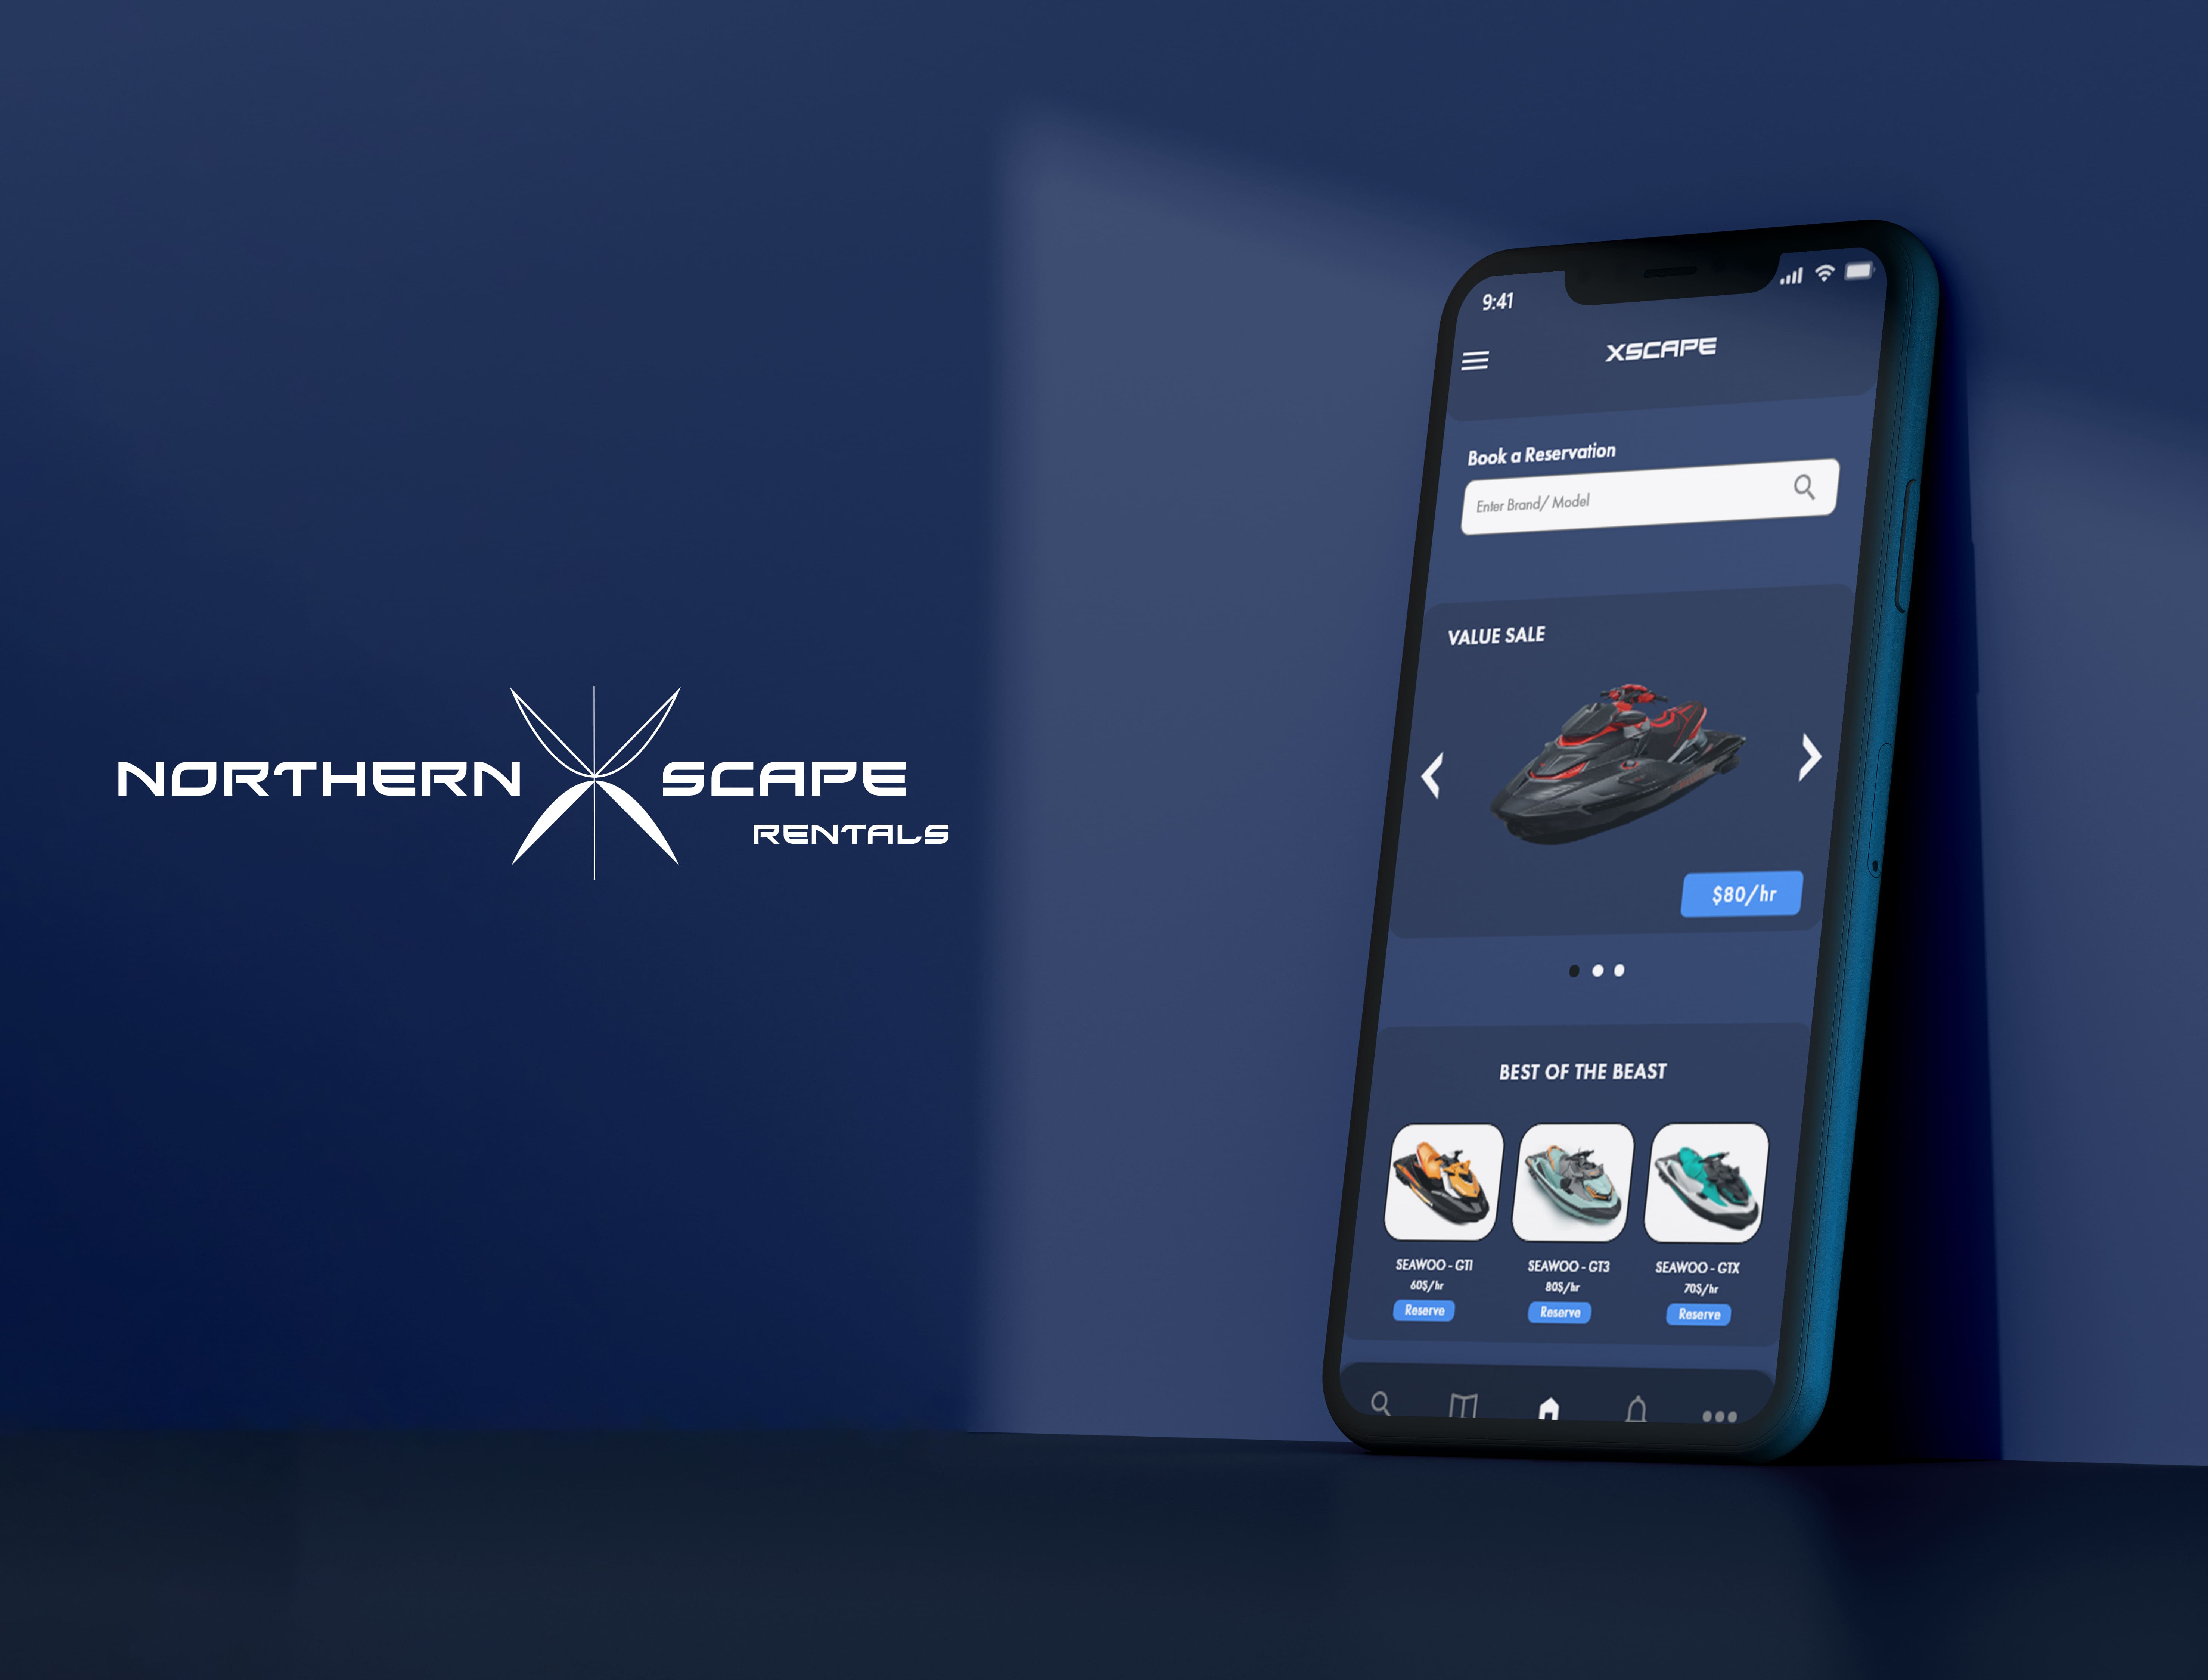 NORTHERN XSCAPE
RENTALS
9:41
XSCAPE
Book a Reservation
Enter Brand/ Model
VALUE SALE
$80/hr
BEST OF THE BEAST
SEAWOO - GTI
SEAWOO - GT3
SEAWOO - GTX
60$/hr
80$/hr
70$/hr
Reserve
Reserve
Reserve